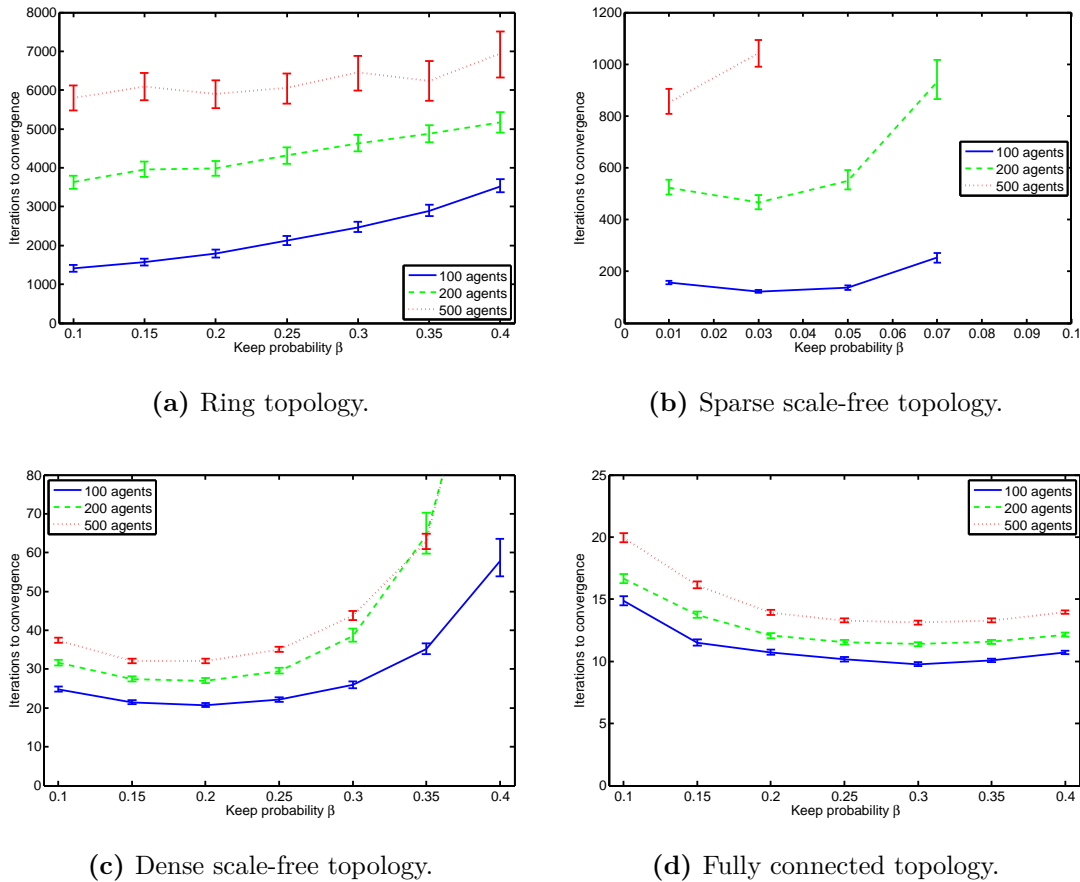 8000
7000
6000
5000
4000
3000
2000
1000
0
Iterations to convergence
0.1 0.15 0.2 0.25 0.3 0.35 0.4
Keep probability β
100 agents
200 agents
500 agents
(a) Ring topology.
1200
1000
800
600
400
200
0
Iterations to convergence
0 0.01 0.02 0.03 0.04 0.05 0.06 0.07 0.08 0.09 0.1
Keep probability β
100 agents
200 agents
500 agents
(b) Sparse scale-free topology.
80
70
60
50
40
30
20
10
0
Iterations to convergence
0.1 0.15 0.2 0.25 0.3 0.35 0.4
Keep probability β
100 agents
200 agents
500 agents
(c) Dense scale-free topology.
25
20
15
10
5
0
Iterations to convergence
0.1 0.15 0.2 0.25 0.3 0.35 0.4
Keep probability β
100 agents
200 agents
500 agents
(d) Fully connected topology.